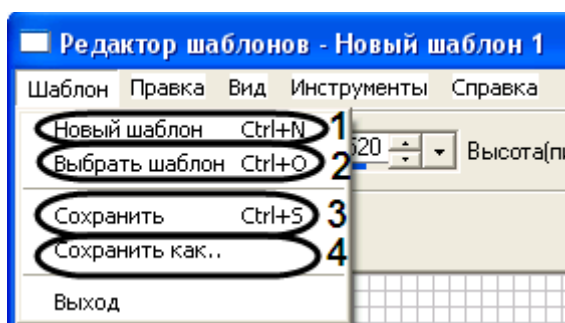 Редактор шаблонов - Новый шаблон 1
Шаблон Правка Вид Инструменты Справка
Новый шаблон Ctrl+N 1
520 Высота(пи
Выбрать шаблон Ctrl+O 2
Сохранить Ctrl+S 3
Сохранить как.. 4
Выход